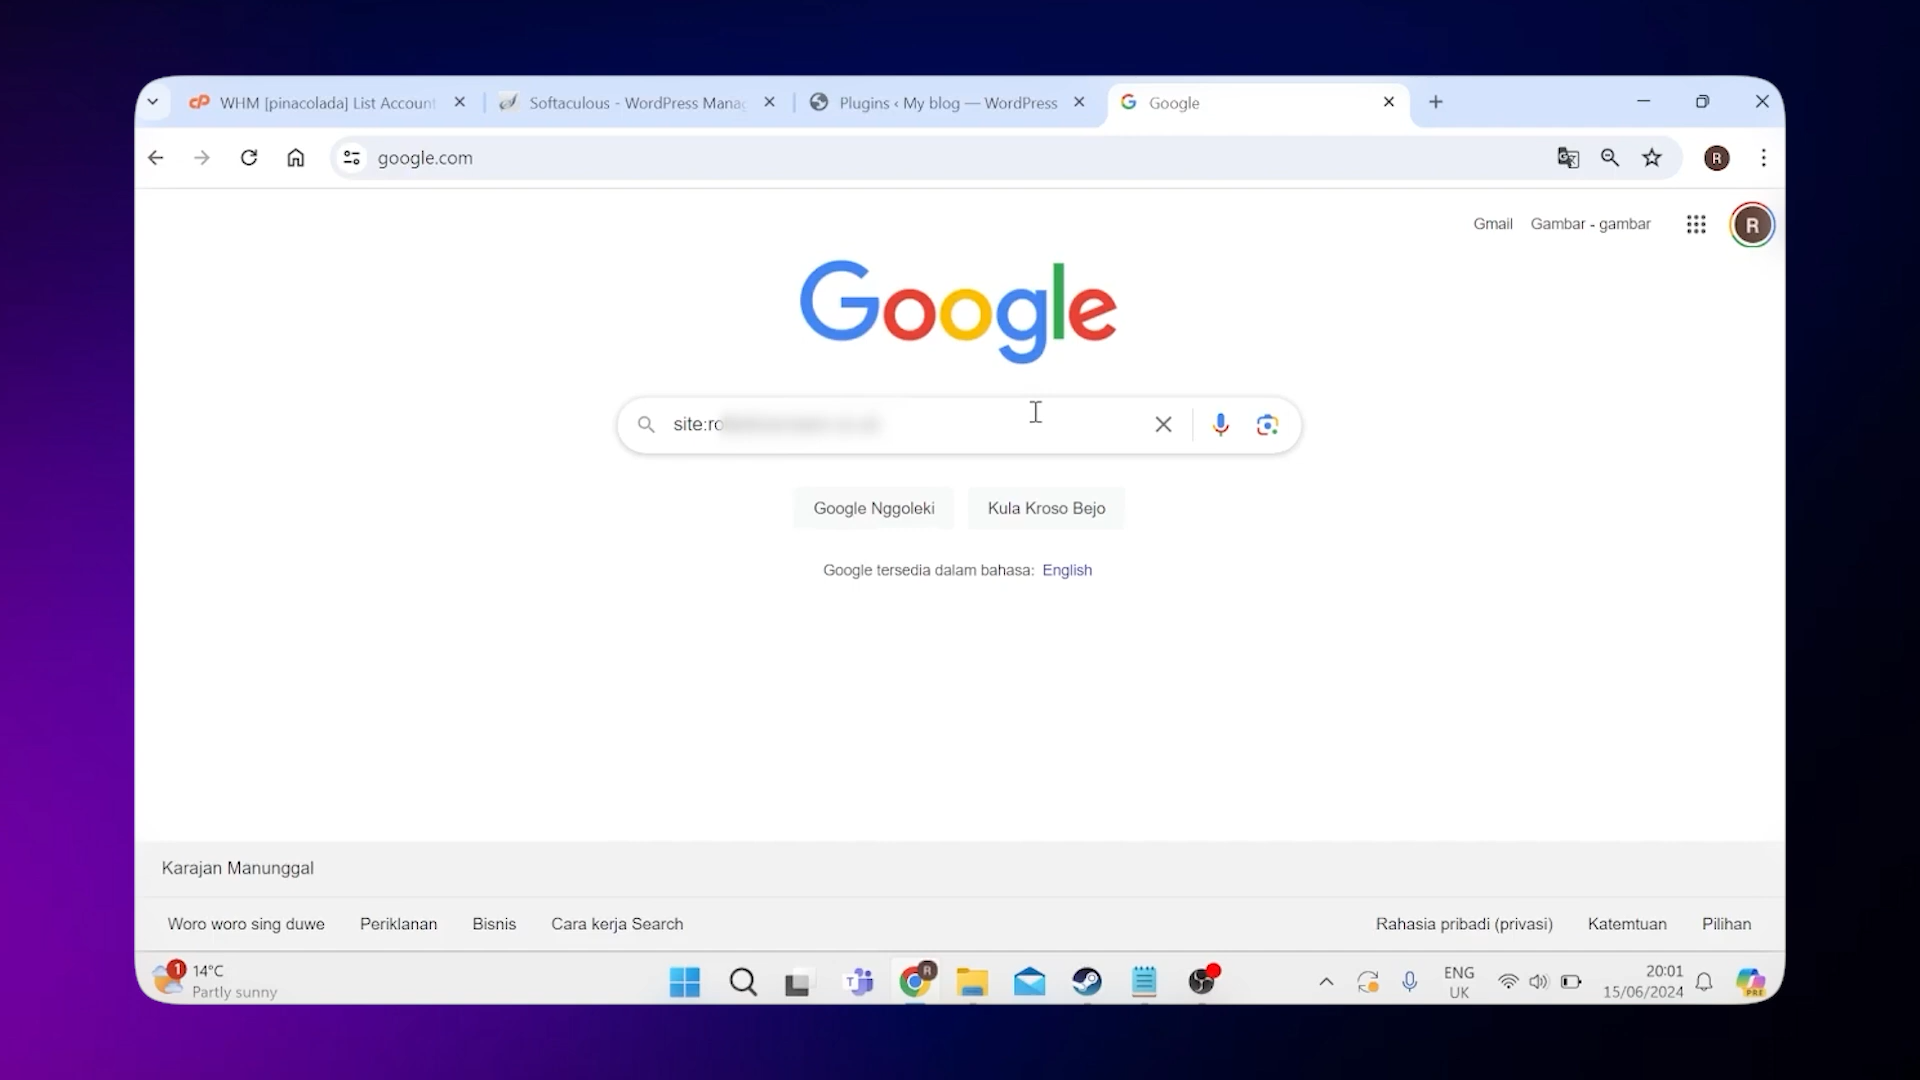 WHM [pinacolada] List Account
Softaculous - WordPress Manag
Plugins ‹ My blog — WordPress
Google
google.com
R
Gmail
Gambar - gambar
R
Google
site:ro
Google Nggoleki
Kula Kroso Bejo
Google tersedia dalam bahasa: English
Karajan Manunggal
Woro woro sing duwe
Periklanan
Bisnis
Cara kerja Search
Rahasia pribadi (privasi)
Katemtuan
Pilihan
1
14°C
Partly sunny
R
ENG
UK
20:01
15/06/2024
PRE